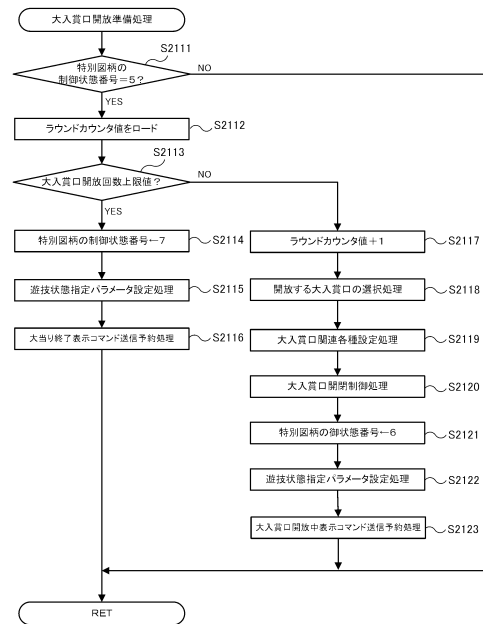 大入賞口開放準備処理
S2111
特別図柄の
制御状態番号＝5？
NO
YES
ラウンドカウンタ値をロード
S2112
S2113
大入賞口開放回数上限値？
NO
YES
特別図柄の制御状態番号←7
S2114
遊技状態指定パラメータ設定処理
S2115
大当り終了表示コマンド送信予約処理
S2116
ラウンドカウンタ値＋1
S2117
開放する大入賞口の選択処理
S2118
大入賞口関連各種設定処理
S2119
大入賞口開閉制御処理
S2120
特別図柄の御状態番号←6
S2121
遊技状態指定パラメータ設定処理
S2122
大入賞口開放中表示コマンド送信予約処理
S2123
RET